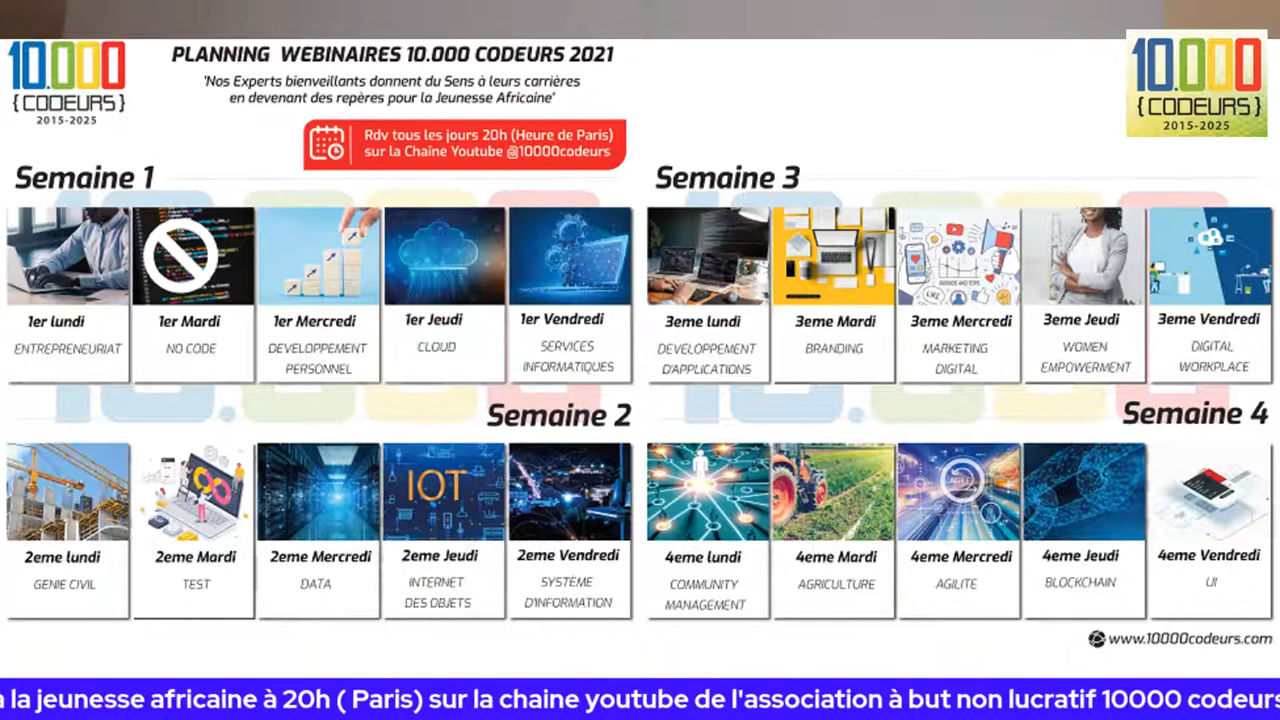 10.000
{CODEURS}
2015-2025
PLANNING WEBINAIRES 10.000 CODEURS 2021
'Nos Experts bienveillants donnent du Sens à leurs carrières
en devenant des repères pour la Jeunesse Africaine'
Rdv tous les jours 20h (Heure de Paris)
sur la Chaîne Youtube @10000codeurs
10.000
{CODEURS}
2015-2025
Semaine 1
1er lundi
ENTREPRENEURIAT
1er Mardi
NO CODE
1er Mercredi
DEVELOPPEMENT
PERSONNEL
1er Jeudi
CLOUD
1er Vendredi
SERVICES
INFORMATIQUES
Semaine 3
3eme lundi
DEVELOPPEMENT
D'APPLICATIONS
3eme Mardi
BRANDING
3eme Mercredi
MARKETING
DIGITAL
3eme Jeudi
WOMEN
EMPOWERMENT
3eme Vendredi
DIGITAL
WORKPLACE
Semaine 2
2eme lundi
GENIE CIVIL
2eme Mardi
TEST
2eme Mercredi
DATA
IOT
2eme Jeudi
INTERNET
DES OBJETS
2eme Vendredi
SYSTÈME
D'INFORMATION
Semaine 4
4eme lundi
COMMUNITY
MANAGEMENT
4eme Mardi
AGRICULTURE
AGILE
4eme Mercredi
AGILITE
4eme Jeudi
BLOCKCHAIN
4eme Vendredi
UI
www.10000codeurs.com
à la jeunesse africaine à 20h ( Paris) sur la chaine youtube de l'association à but non lucratif 10000 codeurs